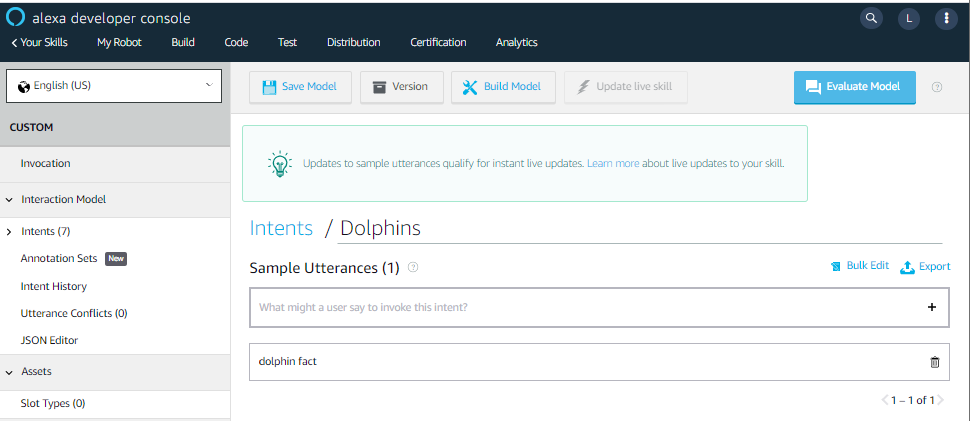 alexa developer console
L
Your Skills My Robot Build Code Test Distribution Certification Analytics
English (US)
Save Model Version Build Model Update live skill Evaluate Model ?
CUSTOM
Invocation
Interaction Model
Intents (7)
Annotation Sets New
Intent History
Utterance Conflicts (0)
JSON Editor
Assets
Slot Types (0)
Updates to sample utterances qualify for instant live updates. Learn more about live updates to your skill.
Intents / Dolphins
Sample Utterances (1) ?
Bulk Edit Export
What might a user say to invoke this intent? +
dolphin fact
< 1 – 1 of 1 >